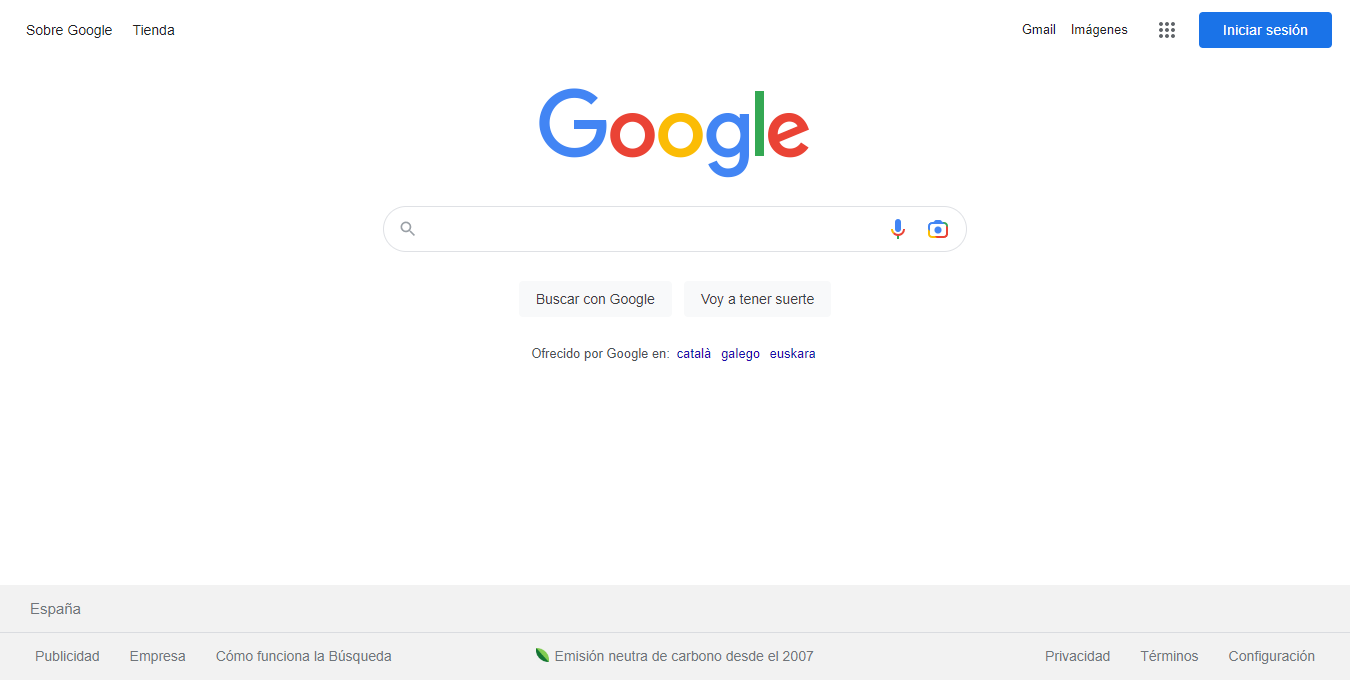 Sobre Google Tienda Gmail Imágenes Iniciar sesión
Google
Buscar con Google Voy a tener suerte
Ofrecido por Google en: català galego euskara
España
Publicidad Empresa Cómo funciona la Búsqueda Emisión neutra de carbono desde el 2007 Privacidad Términos Configuración